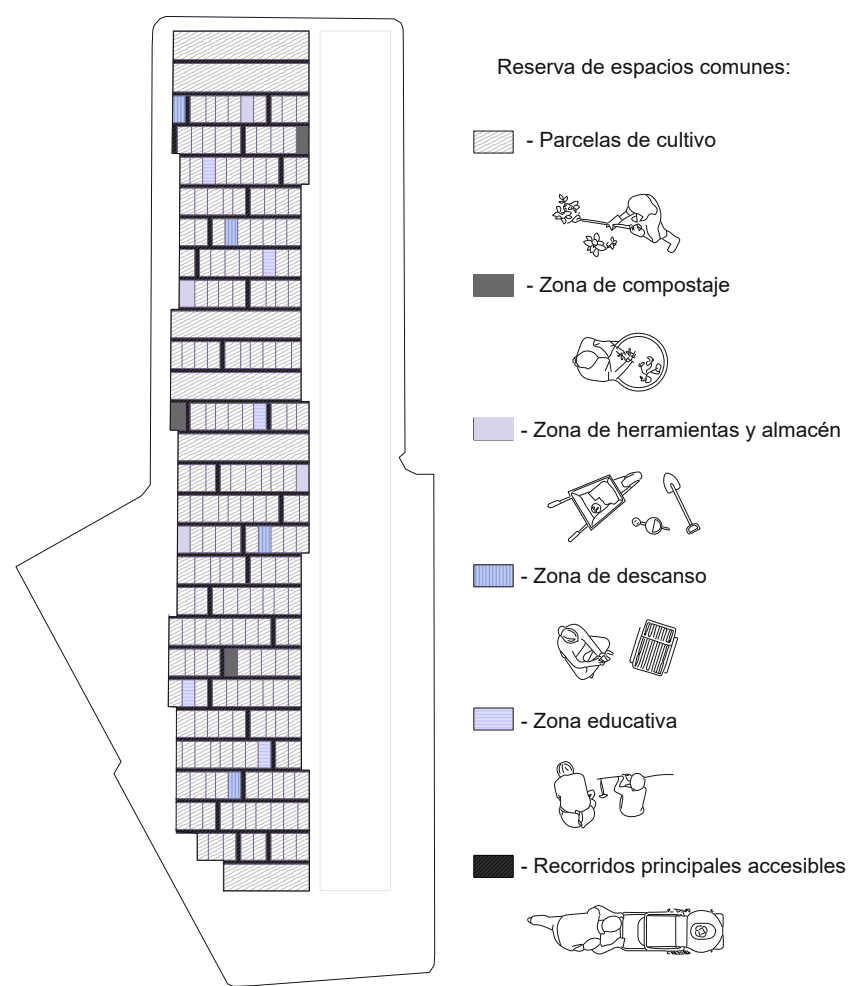 Reserva de espacios comunes:
- Parcelas de cultivo
- Zona de compostaje
- Zona de herramientas y almacén
- Zona de descanso
- Zona educativa
- Recorridos principales accesibles